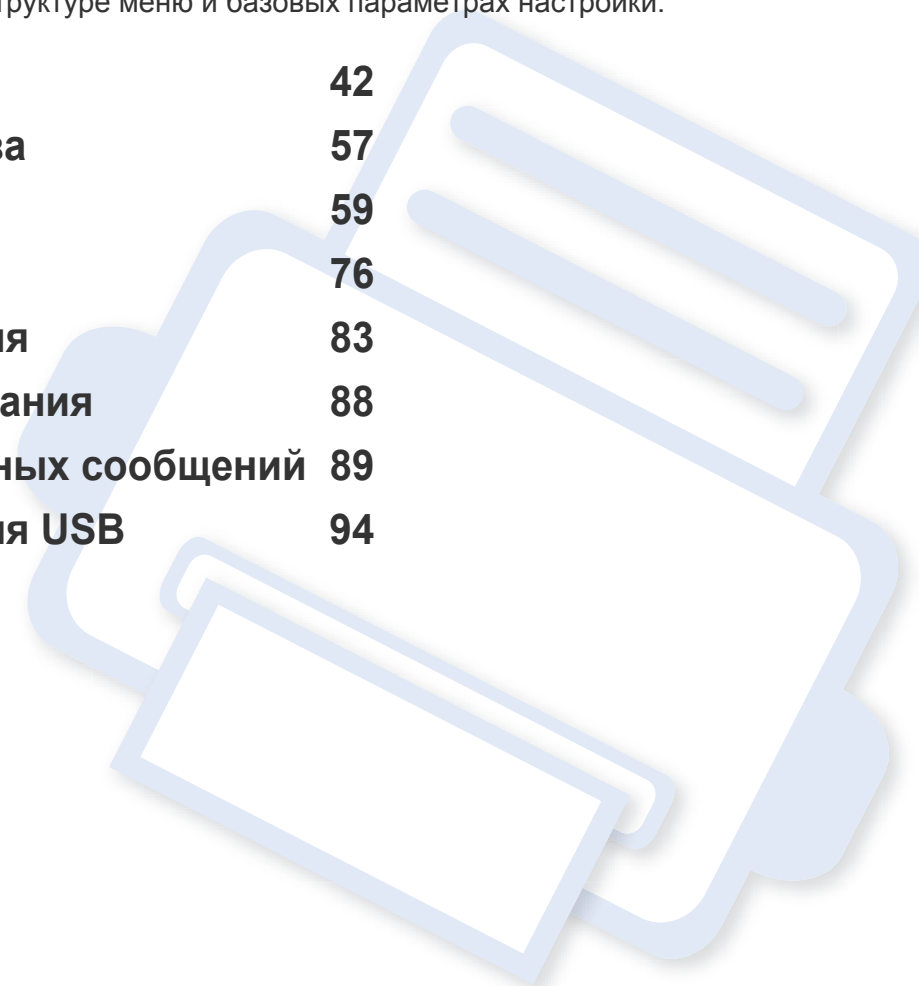 труктуре меню и базовых параметрах настройки.
42
ва 57
59
76
ия 83
ания 88
ных сообщений 89
ия USB 94